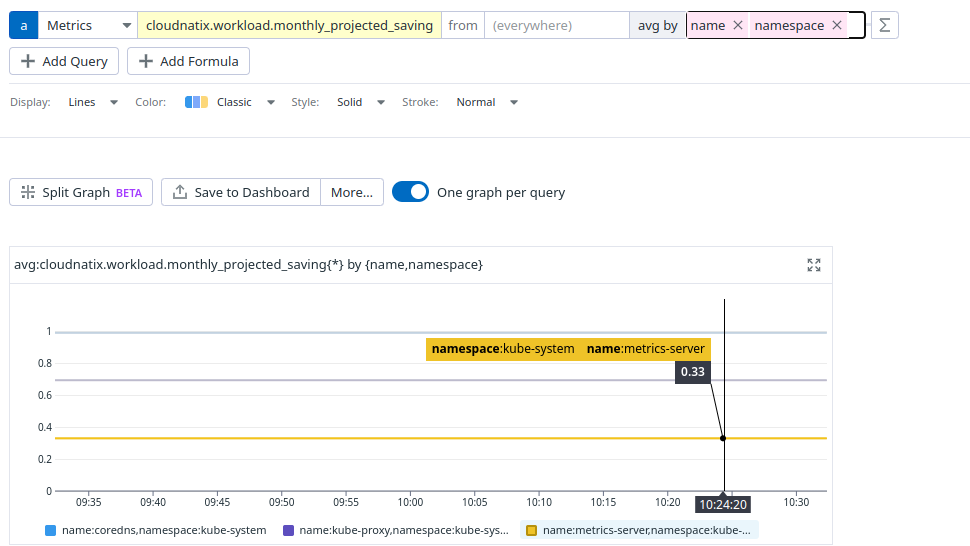 a Metrics cloudnatix.workload.monthly_projected_saving from (everywhere) avg by name × namespace × Σ
+ Add Query + Add Formula
Display: Lines Color: Classic Style: Solid Stroke: Normal
Split Graph BETA Save to Dashboard More... One graph per query
avg:cloudnatix.workload.monthly_projected_saving{*} by {name,namespace}
1
namespace:kube-system name:metrics-server
0.8
0.33
0.6
0.4
0.2
0
09:35 09:40 09:45 09:50 09:55 10:00 10:05 10:10 10:15 10:20 10:24:20 10:30
name:coredns,namespace:kube-system name:kube-proxy,namespace:kube-sys... name:metrics-server,namespace:kube-...